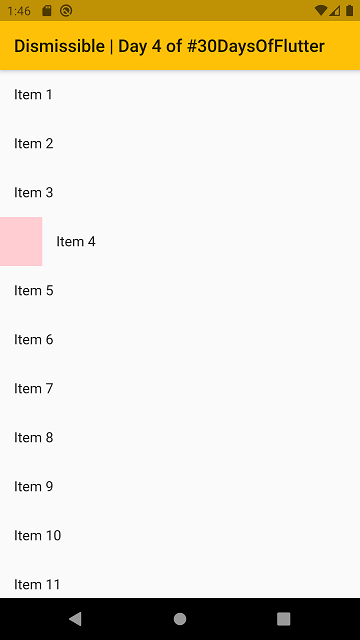 1:46
Dismissible | Day 4 of #30DaysOfFlutter
Item 1
Item 2
Item 3
Item 4
Item 5
Item 6
Item 7
Item 8
Item 9
Item 10
Item 11